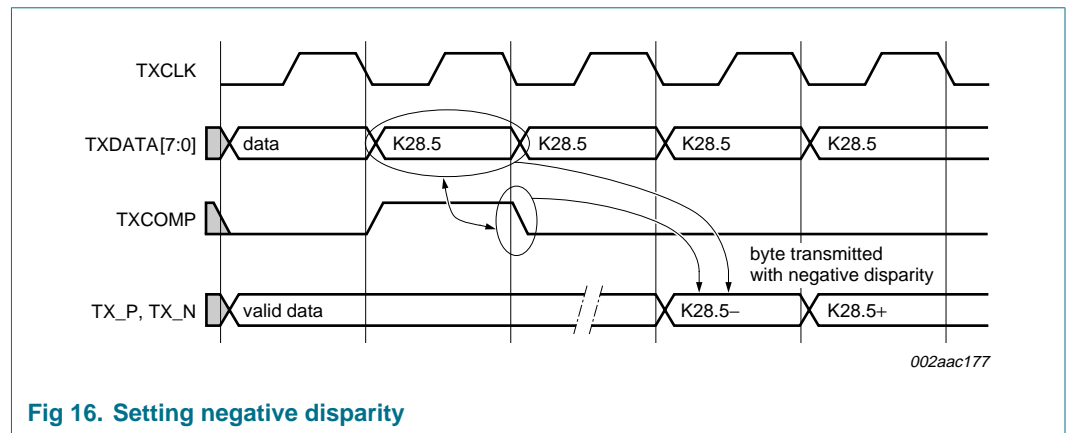 TXCLK
TXDATA[7:0] data K28.5 K28.5 K28.5 K28.5
TXCOMP
byte transmitted
with negative disparity
TX_P, TX_N valid data K28.5− K28.5+
002aac177
Fig 16. Setting negative disparity